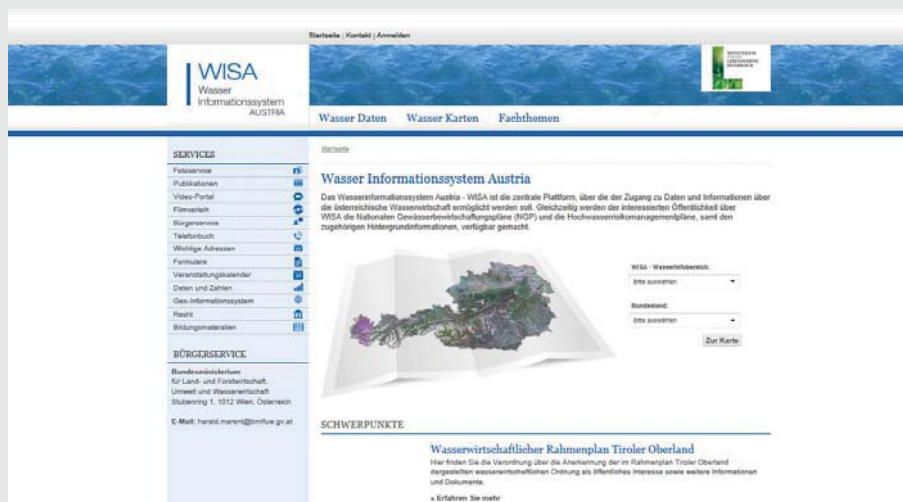 Startseite | Kontakt | Anmelden
WISA
Wasser
Informationssystem
AUSTRIA
MINISTERIUM
FÜR EIN
LEBENSWERTES
ÖSTERREICH
Wasser Daten Wasser Karten Fachthemen
SERVICES
Fotoservice
Publikationen
Video-Portal
Filmverleih
Bürgerservice
Telefonbuch
Wichtige Adressen
Formulare
Veranstaltungskalender
Daten und Zahlen
Geo-Informationssystem
Recht
Bildungsmaterialien
BÜRGERSERVICE
Bundesministerium
für Land- und Forstwirtschaft,
Umwelt und Wasserwirtschaft
Stubenring 1, 1012 Wien, Österreich
E-Mail: harald.marent@bmlfuw.gv.at
Startseite
Wasser Informationssystem Austria
Das Wasserinformationssystem Austria - WISA ist die zentrale Plattform, über die der Zugang zu Daten und Informationen über
die österreichische Wasserwirtschaft ermöglicht werden soll. Gleichzeitig werden der interessierten Öffentlichkeit über
WISA die Nationalen Gewässerbewirtschaftungspläne (NGP) und die Hochwasserrisikomanagementpläne, samt den
zugehörigen Hintergrundinformationen, verfügbar gemacht.
WISA - Wasserinfobereich:
Bitte auswählen
Bundesland:
Bitte auswählen
Zur Karte
SCHWERPUNKTE
Wasserwirtschaftlicher Rahmenplan Tiroler Oberland
Hier finden Sie die Verordnung über die Anerkennung der im Rahmenplan Tiroler Oberland
dargestellten wasserwirtschaftlichen Ordnung als öffentliches Interesse sowie weitere Informationen
und Dokumente.
» Erfahren Sie mehr